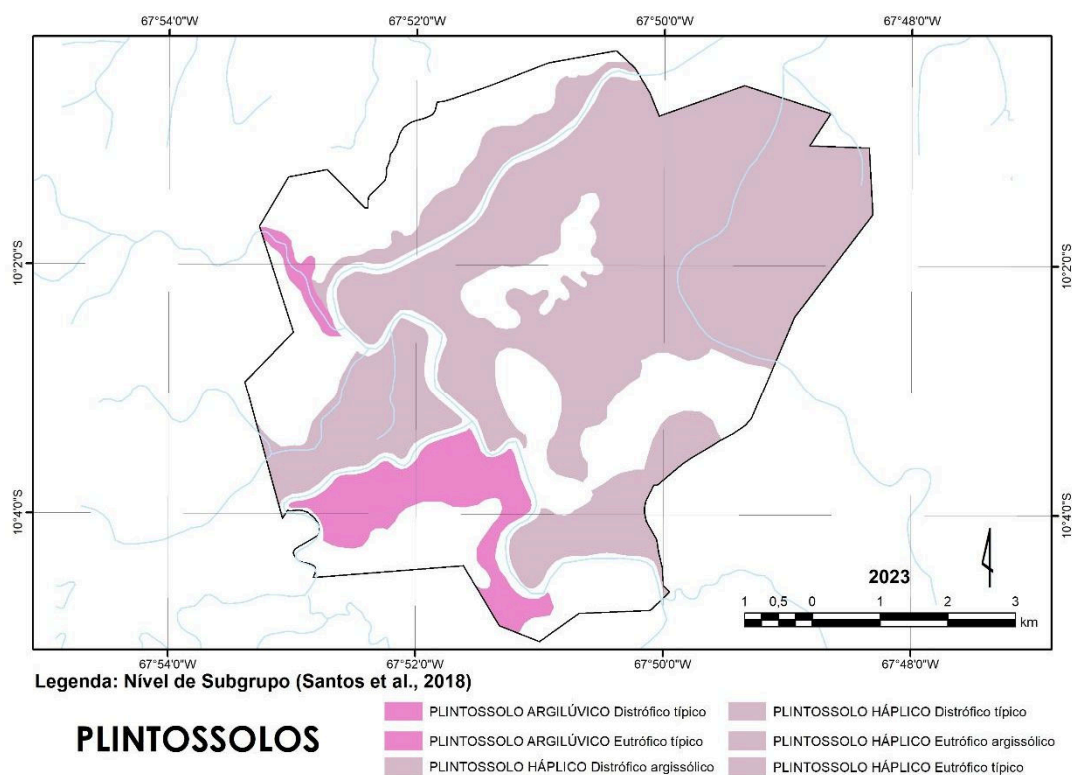 67°54'0"W 67°52'0"W 67°50'0"W 67°48'0"W
10°2'0"S 10°2'0"S
10°4'0"S 10°4'0"S
2023
1 0,5 0 1 2 3
km
67°54'0"W 67°52'0"W 67°50'0"W 67°48'0"W
Legenda: Nível de Subgrupo (Santos et al., 2018)
PLINTOSSOLOS
PLINTOSSOLO ARGILÚVICO Distrófico típico
PLINTOSSOLO ARGILÚVICO Eutrófico típico
PLINTOSSOLO HÁPLICO Distrófico argissólico
PLINTOSSOLO HÁPLICO Distrófico típico
PLINTOSSOLO HÁPLICO Eutrófico argissólico
PLINTOSSOLO HÁPLICO Eutrófico típico